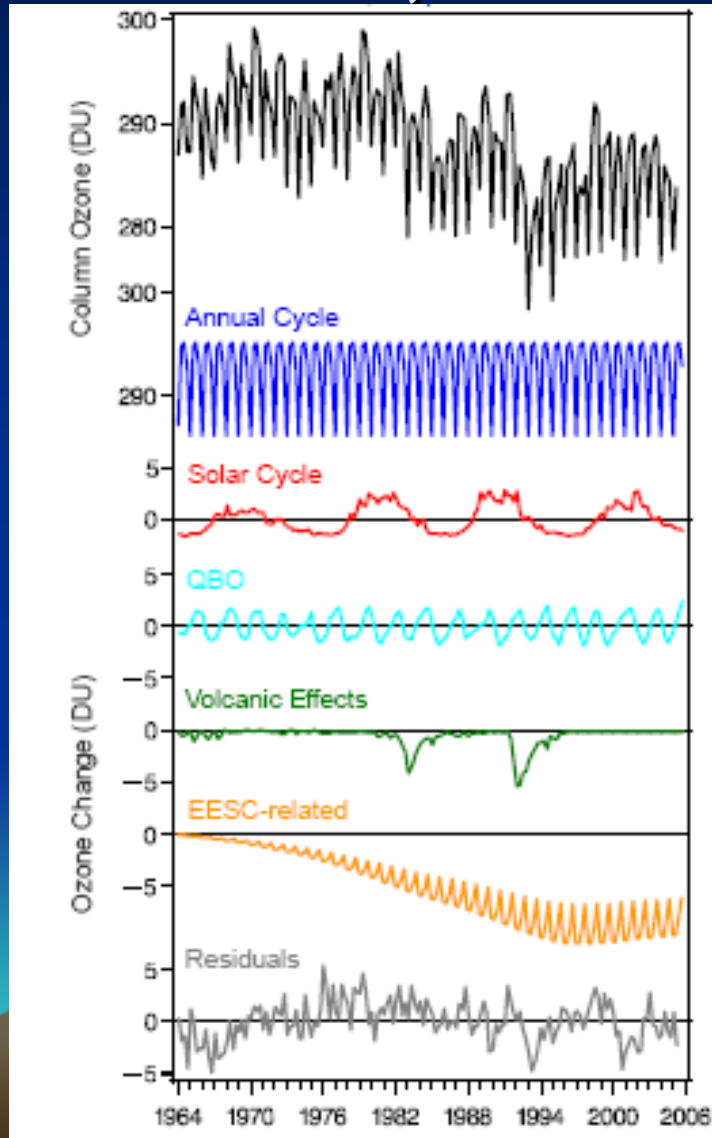 300
290
280
Column Ozone (DU)
300
Annual Cycle
290
5
Solar Cycle
0
5
QBO
0
−5
Volcanic Effects
0
−5
EESC-related
0
−5
Ozone Change (DU)
Residuals
5
0
−5
1964 1970 1976 1982 1988 1994 2000 2006